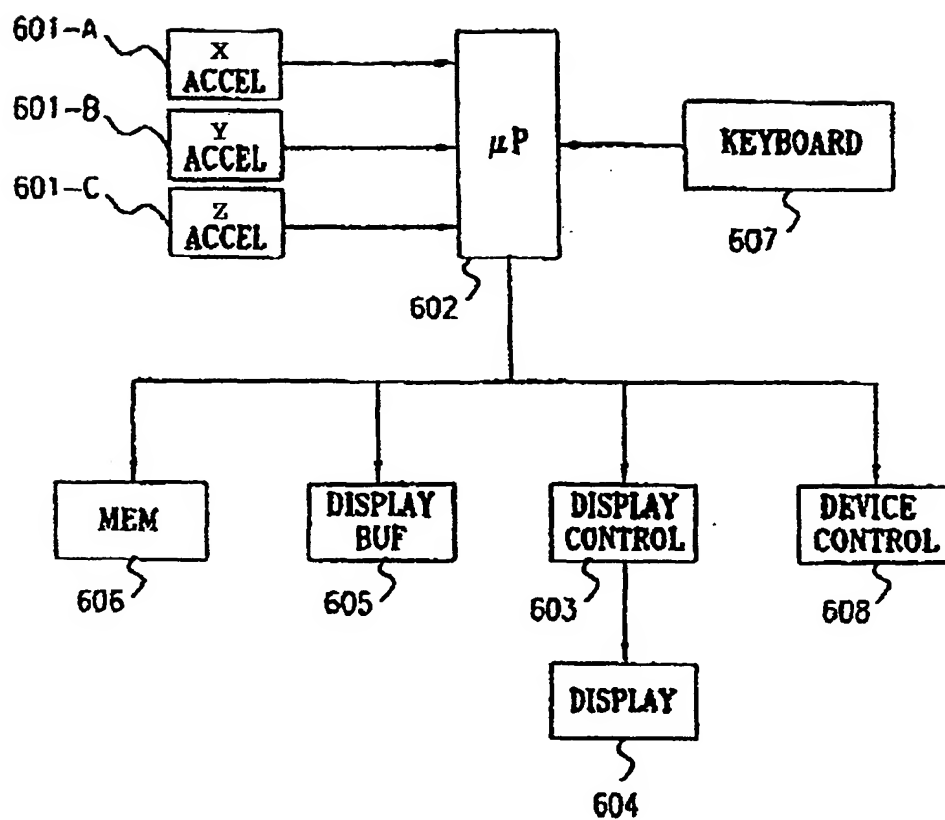 601-A
X
ACCEL
601-B
Y
ACCEL
601-C
Z
ACCEL
μP
602
KEYBOARD
607
MEM
606
DISPLAY
BUF
605
DISPLAY
CONTROL
603
DEVICE
CONTROL
608
DISPLAY
604